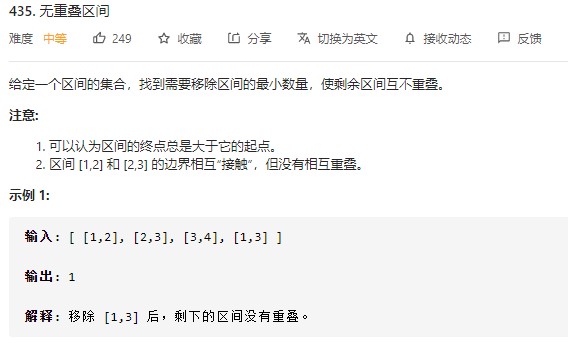 435. 无重叠区间
难度 中等 249 收藏 分享 切换为英文 接收动态 反馈
给定一个区间的集合，找到需要移除区间的最小数量，使剩余区间互不重叠。
注意:
1. 可以认为区间的终点总是大于它的起点。
2. 区间 [1,2] 和 [2,3] 的边界相互“接触”，但没有相互重叠。
示例 1:
输入: [ [1,2], [2,3], [3,4], [1,3] ]
输出: 1
解释: 移除 [1,3] 后，剩下的区间没有重叠。